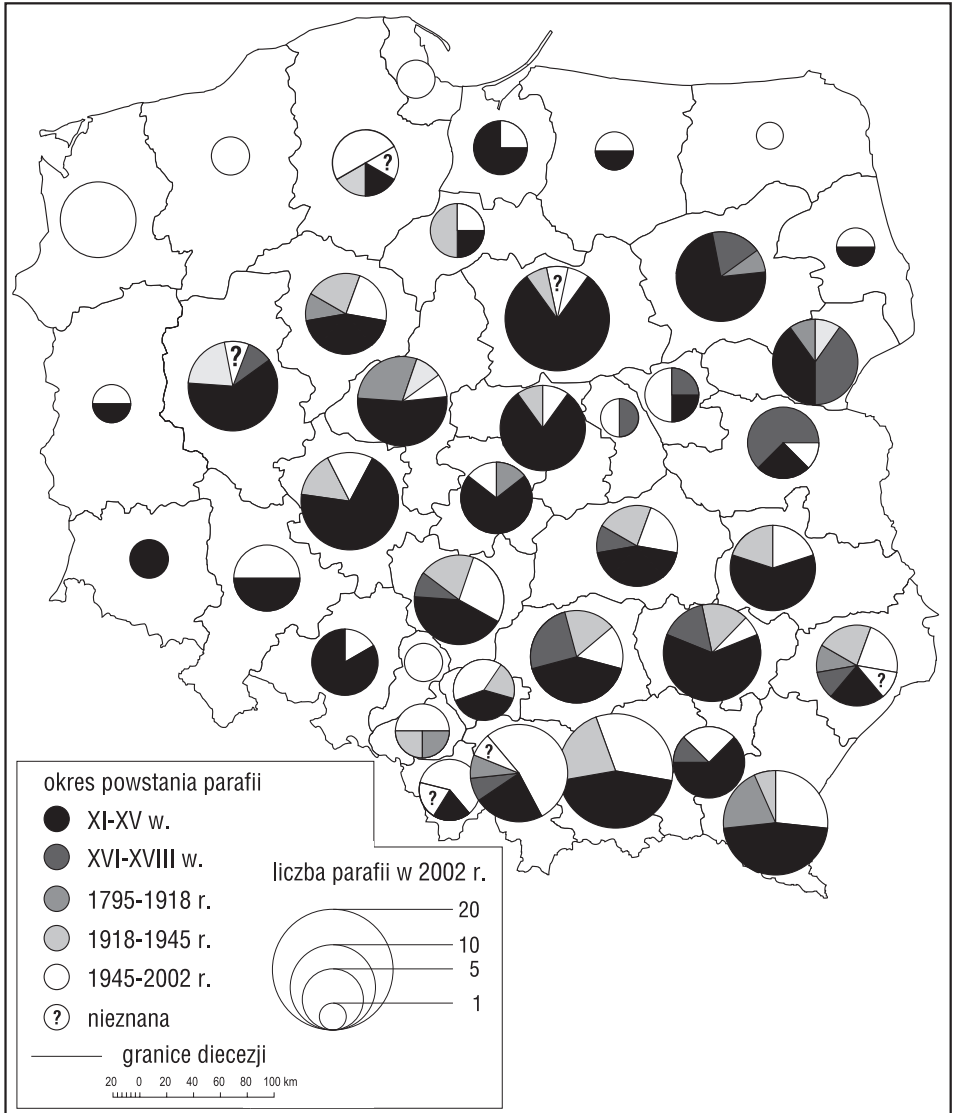 ?
?
?
?
?
?
okres powstania parafii
XI-XV w.
XVI-XVIII w.
1795-1918 r.
1918-1945 r.
1945-2002 r.
? nieznana
granice diecezji
20 0 20 40 60 80 100 km
liczba parafii w 2002 r.
20
10
5
1